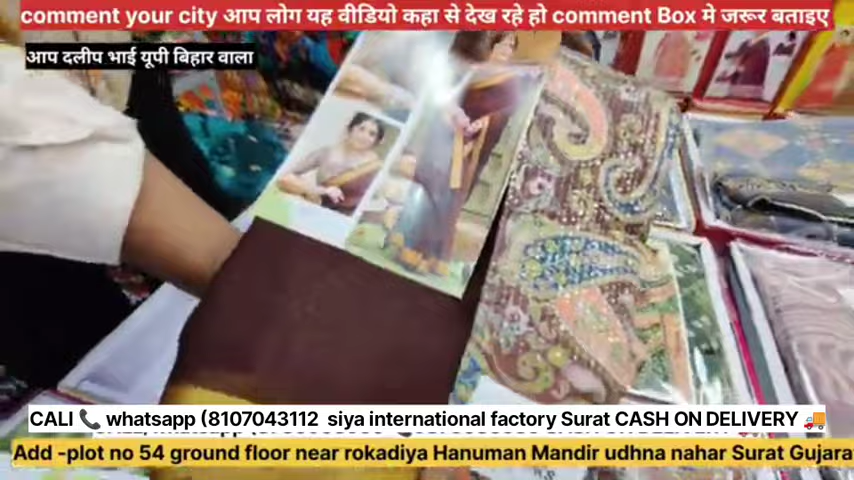 comment your city आप लोग यह वीडियो कहा से देख रहे हो comment Box मे जरूर बताइए
आप दलीप भाई यूपी बिहार वाला
CALI 📞 whatsapp (8107043112 siya international factory Surat CASH ON DELIVERY 🚚
Add -plot no 54 ground floor near rokadiya Hanuman Mandir udhna nahar Surat Gujara